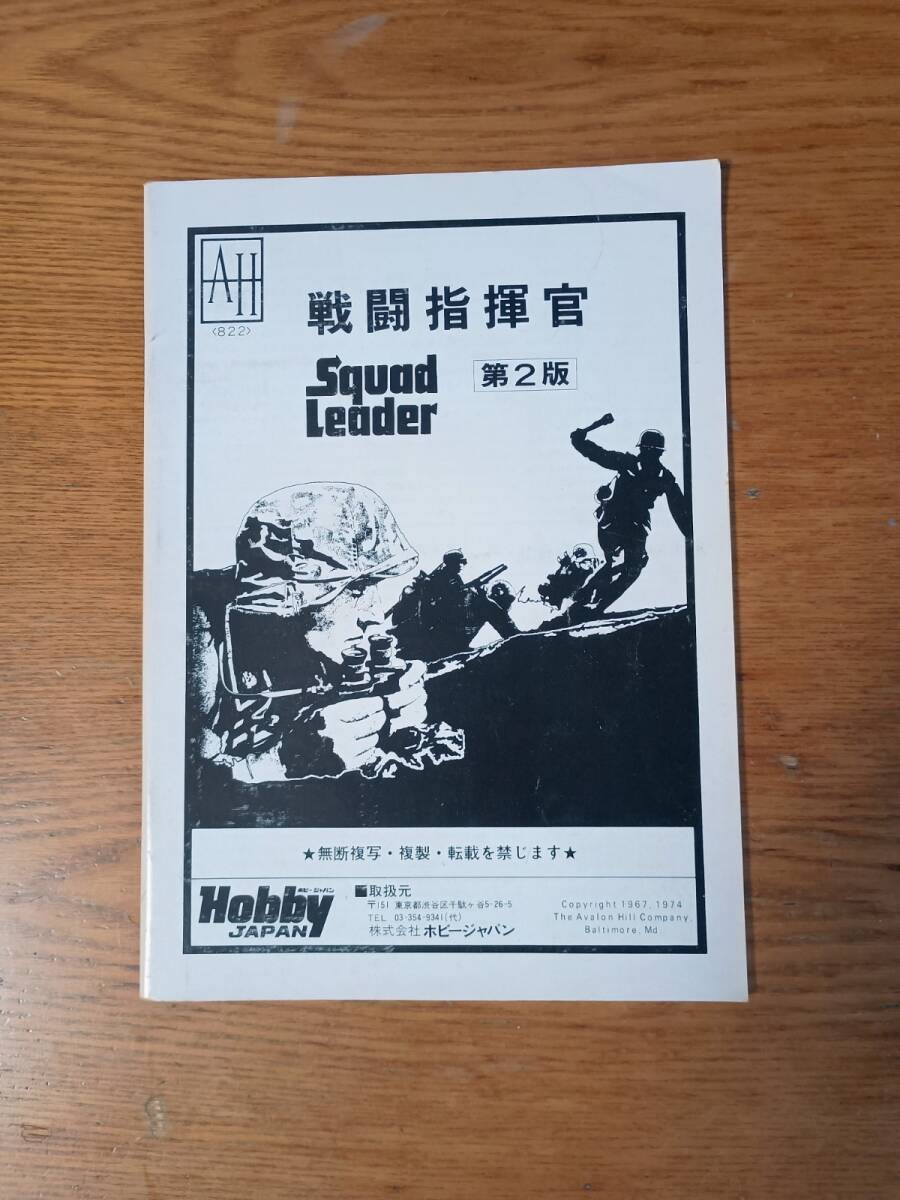 AH
〈822〉
戦闘指揮官
Squad
Leader
第2版
★無断複写・複製・転載を禁じます★
ホビージャパン
Hobby
JAPAN
■取扱元
〒151 東京都渋谷区千駄ヶ谷5-26-5
TEL 03-354-9341(代)
株式会社 ホビージャパン
Copyright 1967, 1974
The Avalon Hill Company,
Baltimore, Md.